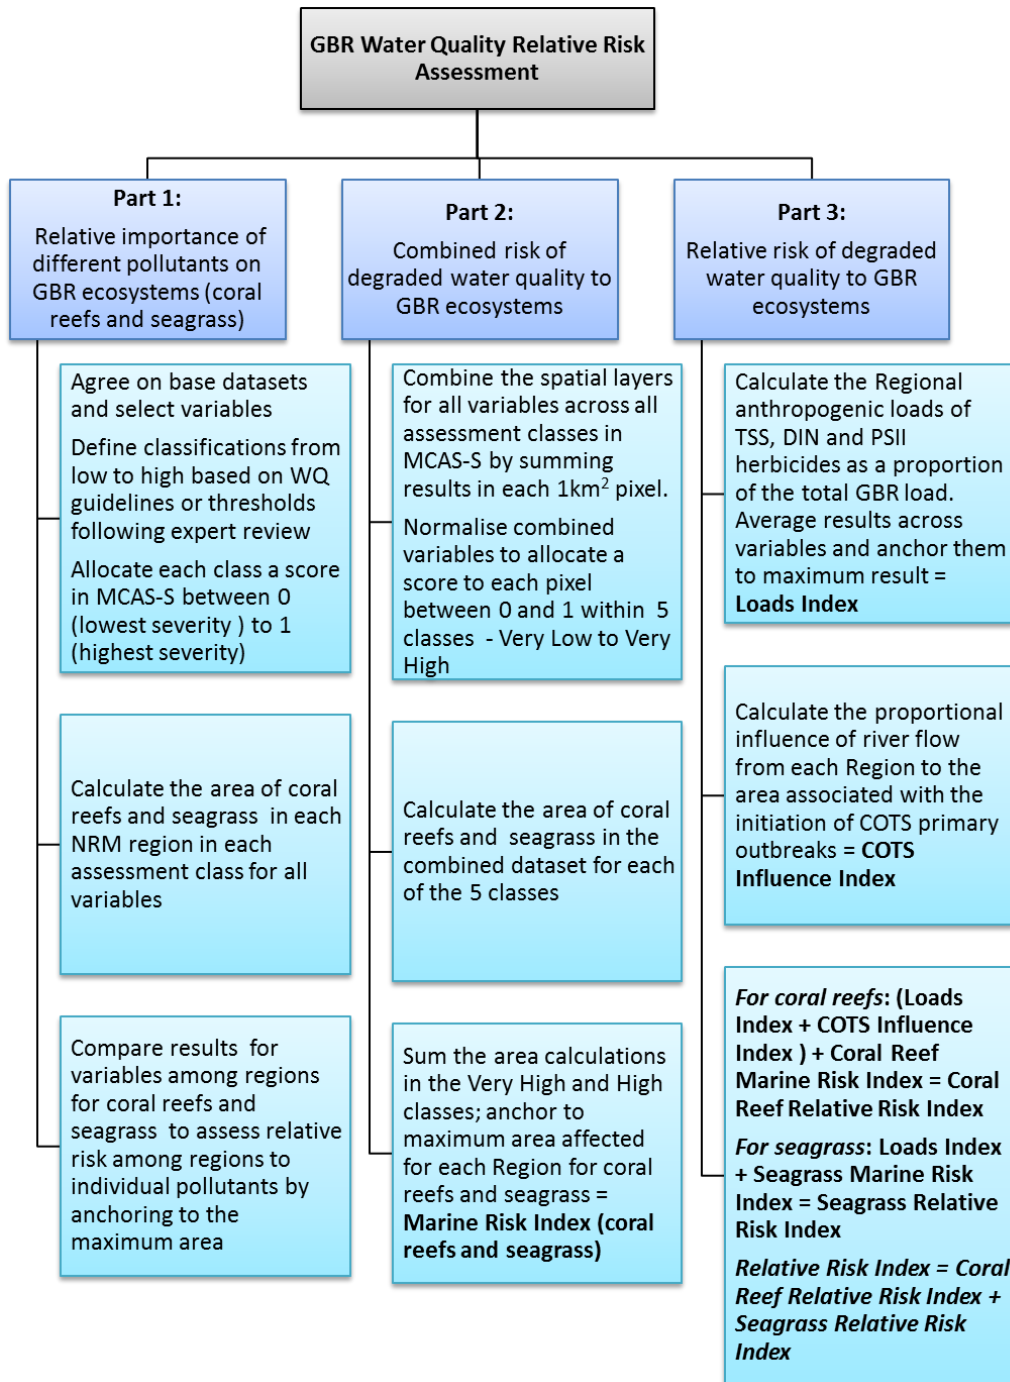 GBR Water Quality Relative Risk
Assessment
Part 1:
Relative importance of
different pollutants on
GBR ecosystems (coral
reefs and seagrass)
Agree on base datasets
and select variables
Define classifications from
low to high based on WQ
guidelines or thresholds
following expert review
Allocate each class a score
in MCAS-S between 0
(lowest severity ) to 1
(highest severity)
Calculate the area of coral
reefs and seagrass in each
NRM region in each
assessment class for all
variables
Compare results for
variables among regions
for coral reefs and
seagrass to assess relative
risk among regions to
individual pollutants by
anchoring to the
maximum area
Part 2:
Combined risk of
degraded water quality to
GBR ecosystems
Combine the spatial layers
for all variables across all
assessment classes in
MCAS-S by summing
results in each 1km² pixel.
Normalise combined
variables to allocate a
score to each pixel
between 0 and 1 within 5
classes - Very Low to Very
High
Calculate the area of coral
reefs and seagrass in the
combined dataset for each
of the 5 classes
Sum the area calculations
in the Very High and High
classes; anchor to
maximum area affected
for each Region for coral
reefs and seagrass =
Marine Risk Index (coral
reefs and seagrass)
Part 3:
Relative risk of degraded
water quality to GBR
ecosystems
Calculate the Regional
anthropogenic loads of
TSS, DIN and PSII
herbicides as a proportion
of the total GBR load.
Average results across
variables and anchor them
to maximum result =
Loads Index
Calculate the proportional
influence of river flow
from each Region to the
area associated with the
initiation of COTS primary
outbreaks = COTS
Influence Index
For coral reefs: (Loads
Index + COTS Influence
Index ) + Coral Reef
Marine Risk Index = Coral
Reef Relative Risk Index
For seagrass: Loads Index
+ Seagrass Marine Risk
Index = Seagrass Relative
Risk Index
Relative Risk Index = Coral
Reef Relative Risk Index +
Seagrass Relative Risk
Index